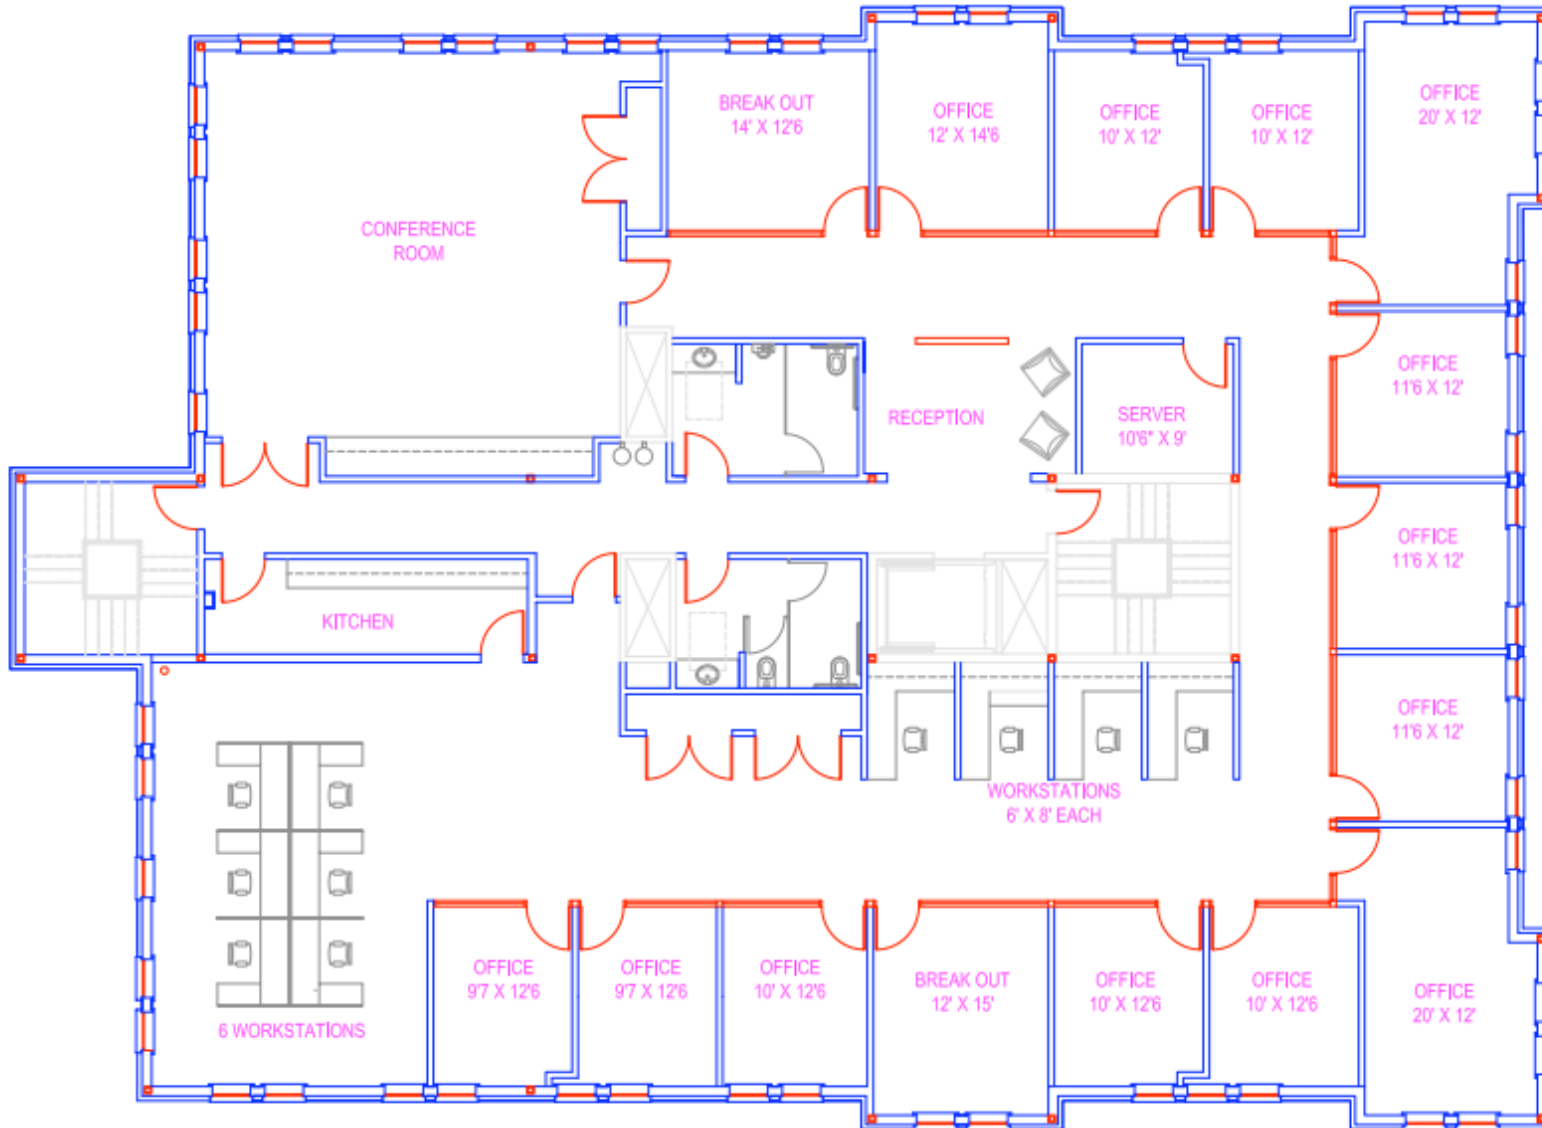 BREAK OUT
14' X 12'6
OFFICE
12' X 14'6
OFFICE
10' X 12'
OFFICE
10' X 12'
OFFICE
20' X 12'
CONFERENCE
ROOM
OFFICE
11'6 X 12'
RECEPTION
SERVER
10'6" X 9'
OFFICE
11'6 X 12'
KITCHEN
OFFICE
11'6 X 12'
WORKSTATIONS
6' X 8' EACH
OFFICE
9'7 X 12'6
OFFICE
9'7 X 12'6
OFFICE
10' X 12'6
BREAK OUT
12' X 15'
OFFICE
10' X 12'6
OFFICE
10' X 12'6
OFFICE
20' X 12'
6 WORKSTATIONS